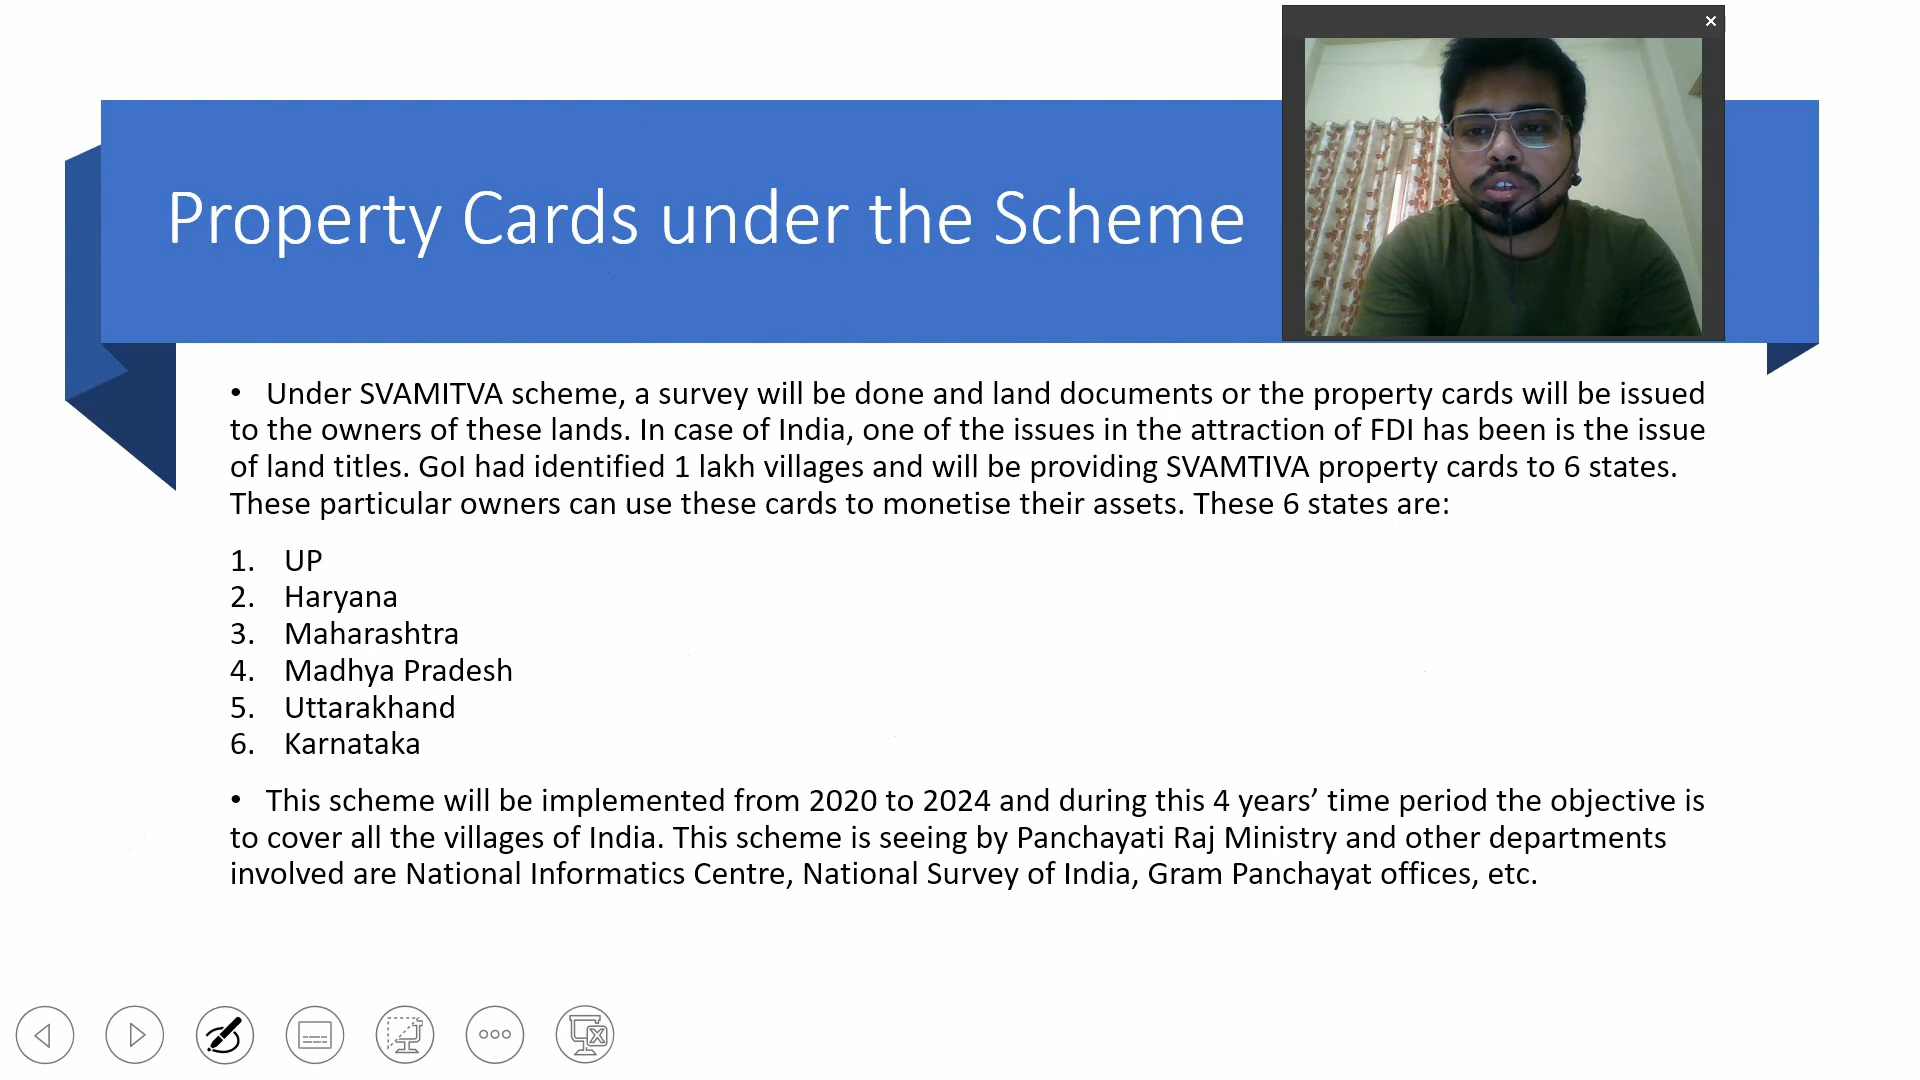 Property Cards under the Scheme
• Under SVAMITVA scheme, a survey will be done and land documents or the property cards will be issued
to the owners of these lands. In case of India, one of the issues in the attraction of FDI has been is the issue
of land titles. GoI had identified 1 lakh villages and will be providing SVAMTIVA property cards to 6 states.
These particular owners can use these cards to monetise their assets. These 6 states are:
1. UP
2. Haryana
3. Maharashtra
4. Madhya Pradesh
5. Uttarakhand
6. Karnataka
• This scheme will be implemented from 2020 to 2024 and during this 4 years’ time period the objective is
to cover all the villages of India. This scheme is seeing by Panchayati Raj Ministry and other departments
involved are National Informatics Centre, National Survey of India, Gram Panchayat offices, etc.